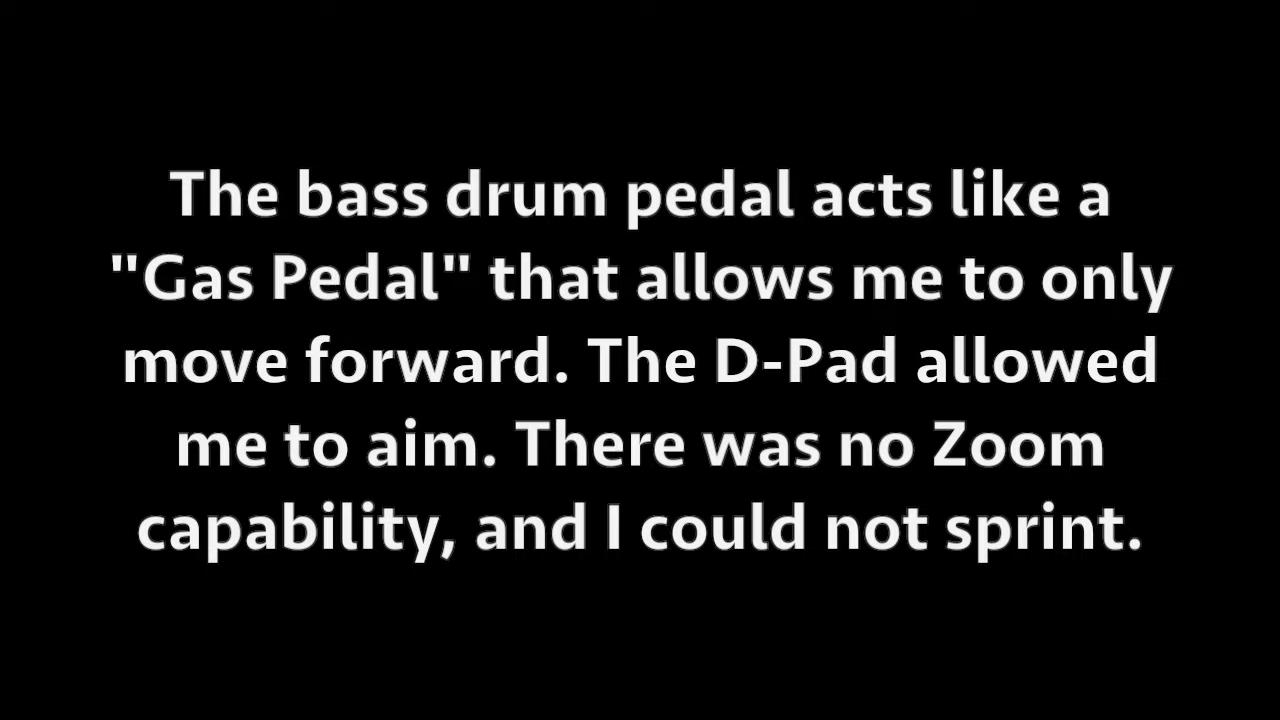 The bass drum pedal acts like a
"Gas Pedal" that allows me to only
move forward. The D-Pad allowed
me to aim. There was no Zoom
capability, and I could not sprint.